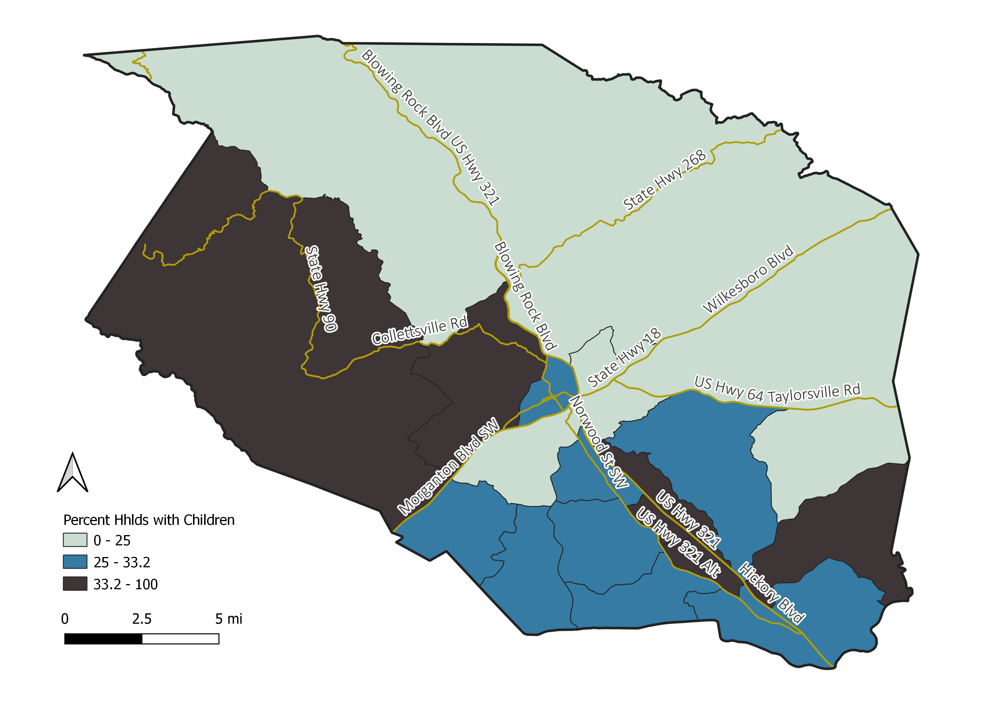 Blowing Rock Blvd US Hwy 321
State Hwy 268
Blowing Rock Blvd
Wilkesboro Blvd
State Hwy 90
Collettsville Rd
State Hwy 18
US Hwy 64 Taylorsville Rd
Norwood St SW
Morganton Blvd SW
US Hwy 321
US Hwy 321 Alt
Hickory Blvd
Percent Hhlds with Children
0 - 25
25 - 33.2
33.2 - 100
0 2.5 5 mi